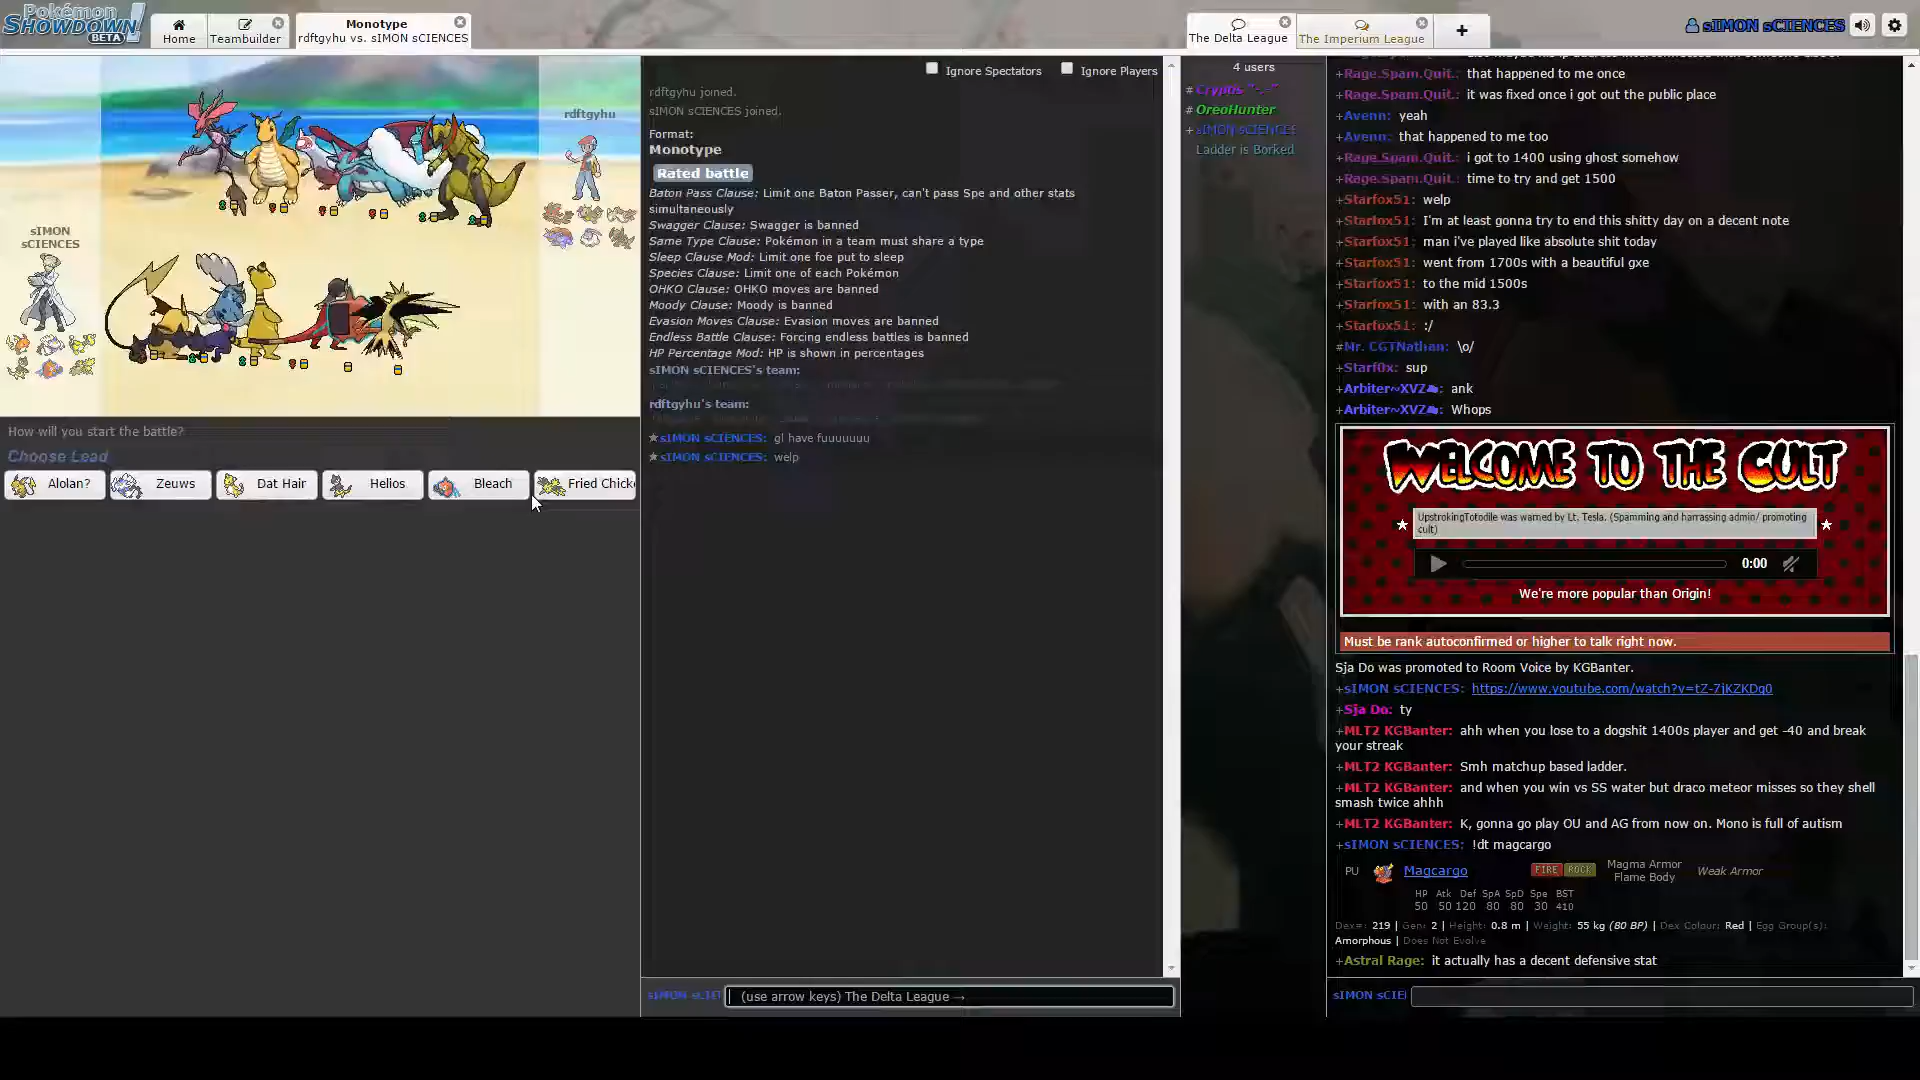 Pokémon
SHOWDOWN!
BETA
Home
Teambuilder
Monotype
rdftgyhu vs. sIMON sCIENCES
The Delta League
The Imperium League
+
sIMON sCIENCES
rdftgyhu
sIMON
sCIENCES
How will you start the battle?
Choose Lead
Alolan?
Zeuws
Dat Hair
Helios
Bleach
Fried Chick
Ignore Spectators
Ignore Players
rdftgyhu joined.
sIMON sCIENCES joined.
Format:
Monotype
Rated battle
Baton Pass Clause: Limit one Baton Passer, can't pass Spe and other stats
simultaneously
Swagger Clause: Swagger is banned
Same Type Clause: Pokémon in a team must share a type
Sleep Clause Mod: Limit one foe put to sleep
Species Clause: Limit one of each Pokémon
OHKO Clause: OHKO moves are banned
Moody Clause: Moody is banned
Evasion Moves Clause: Evasion moves are banned
Endless Battle Clause: Forcing endless battles is banned
HP Percentage Mod: HP is shown in percentages
sIMON sCIENCES's team:
rdftgyhu's team:
★sIMON sCIENCES: gl have fuuuuuuu
★sIMON sCIENCES: welp
sIMON sCIE
(use arrow keys) The Delta League →
4 users
# Cryptis "-.-"
# OreoHunter
+ sIMON sCIENCES
Ladder is Borked
+Rage.Spam.Quit.: that happened to me once
+Rage.Spam.Quit.: it was fixed once i got out the public place
+Avenn: yeah
+Avenn: that happened to me too
+Rage.Spam.Quit.: i got to 1400 using ghost somehow
+Rage.Spam.Quit.: time to try and get 1500
+Starfox51: welp
+Starfox51: I'm at least gonna try to end this shitty day on a decent note
+Starfox51: man i've played like absolute shit today
+Starfox51: went from 1700s with a beautiful gxe
+Starfox51: to the mid 1500s
+Starfox51: with an 83.3
+Starfox51: :/
#Mr. CGTNathan: \o/
+Starf0x: sup
+Arbiter~XVZ: ank
+Arbiter~XVZ: Whops
WELCOME TO THE CULT
UpstrokingTotodile was warned by Lt. Tesla. (Spamming and harrassing admin/ promoting
cult)
0:00
We're more popular than Origin!
Must be rank autoconfirmed or higher to talk right now.
Sja Do was promoted to Room Voice by KGBanter.
+sIMON sCIENCES: https://www.youtube.com/watch?v=tZ-7jKZKDq0
+Sja Do: ty
+MLT2 KGBanter: ahh when you lose to a dogshit 1400s player and get -40 and break
your streak
+MLT2 KGBanter: Smh matchup based ladder.
+MLT2 KGBanter: and when you win vs SS water but draco meteor misses so they shell
smash twice ahhh
+MLT2 KGBanter: K, gonna go play OU and AG from now on. Mono is full of autism
+sIMON sCIENCES: !dt magcargo
PU Magcargo FIRE ROCK Magma Armor Flame Body Weak Armor
HP Atk Def SpA SpD Spe BST
50 50 120 80 80 30 410
Dex#: 219 | Gen: 2 | Height: 0.8 m | Weight: 55 kg (80 BP) | Dex Colour: Red | Egg Group(s):
Amorphous | Does Not Evolve
+Astral Rage: it actually has a decent defensive stat
sIMON sCIE